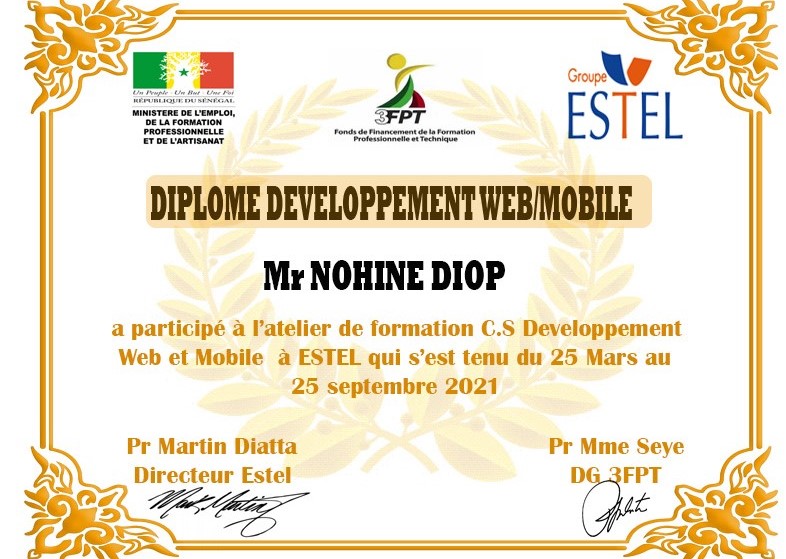 Un Peuple - Un But - Une Foi
RÉPUBLIQUE DU SÉNÉGAL
MINISTERE DE L'EMPLOI,
DE LA FORMATION
PROFESSIONNELLE
ET DE L'ARTISANAT
3FPT
Fonds de Financement de la Formation
Professionnelle et Technique
Groupe
ESTEL
DIPLOME DEVELOPPEMENT WEB/MOBILE
Mr NOHINE DIOP
a participé à l'atelier de formation C.S Developpement
Web et Mobile à ESTEL qui s'est tenu du 25 Mars au
25 septembre 2021
Pr Martin Diatta
Directeur Estel
Pr Mme Seye
DG 3FPT